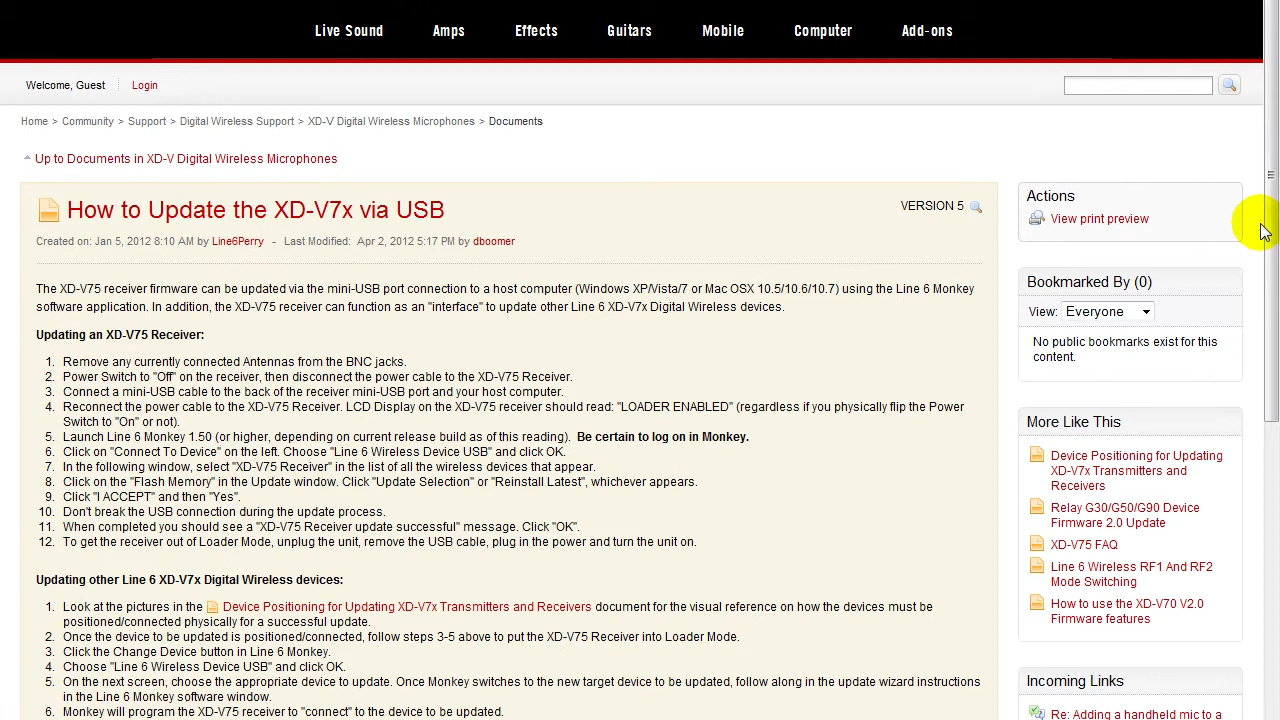 Live Sound Amps Effects Guitars Mobile Computer Add-ons
Welcome, Guest Login
Home > Community > Support > Digital Wireless Support > XD-V Digital Wireless Microphones > Documents
Up to Documents in XD-V Digital Wireless Microphones
How to Update the XD-V7x via USB
VERSION 5
Created on: Jan 5, 2012 8:10 AM by Line6Perry - Last Modified: Apr 2, 2012 5:17 PM by dboomer
The XD-V75 receiver firmware can be updated via the mini-USB port connection to a host computer (Windows XP/Vista/7 or Mac OSX 10.5/10.6/10.7) using the Line 6 Monkey
software application. In addition, the XD-V75 receiver can function as an "interface" to update other Line 6 XD-V7x Digital Wireless devices.
Updating an XD-V75 Receiver:
1. Remove any currently connected Antennas from the BNC jacks.
2. Power Switch to "Off" on the receiver, then disconnect the power cable to the XD-V75 Receiver.
3. Connect a mini-USB cable to the back of the receiver mini-USB port and your host computer.
4. Reconnect the power cable to the XD-V75 Receiver. LCD Display on the XD-V75 receiver should read: "LOADER ENABLED" (regardless if you physically flip the Power
Switch to "On" or not).
5. Launch Line 6 Monkey 1.50 (or higher, depending on current release build as of this reading). Be certain to log on in Monkey.
6. Click on "Connect To Device" on the left. Choose "Line 6 Wireless Device USB" and click OK.
7. In the following window, select "XD-V75 Receiver" in the list of all the wireless devices that appear.
8. Click on the "Flash Memory" in the Update window. Click "Update Selection" or "Reinstall Latest", whichever appears.
9. Click "I ACCEPT" and then "Yes".
10. Don't break the USB connection during the update process.
11. When completed you should see a "XD-V75 Receiver update successful" message. Click "OK".
12. To get the receiver out of Loader Mode, unplug the unit, remove the USB cable, plug in the power and turn the unit on.
Updating other Line 6 XD-V7x Digital Wireless devices:
1. Look at the pictures in the Device Positioning for Updating XD-V7x Transmitters and Receivers document for the visual reference on how the devices must be
positioned/connected physically for a successful update.
2. Once the device to be updated is positioned/connected, follow steps 3-5 above to put the XD-V75 Receiver into Loader Mode.
3. Click the Change Device button in Line 6 Monkey.
4. Choose "Line 6 Wireless Device USB" and click OK.
5. On the next screen, choose the appropriate device to update. Once Monkey switches to the new target device to be updated, follow along in the update wizard instructions
in the Line 6 Monkey software window.
6. Monkey will program the XD-V75 receiver to "connect" to the device to be updated.
Actions
View print preview
Bookmarked By (0)
View: Everyone
No public bookmarks exist for this
content.
More Like This
Device Positioning for Updating
XD-V7x Transmitters and
Receivers
Relay G30/G50/G90 Device
Firmware 2.0 Update
XD-V75 FAQ
Line 6 Wireless RF1 And RF2
Mode Switching
How to use the XD-V70 V2.0
Firmware features
Incoming Links
Re: Adding a handheld mic to a